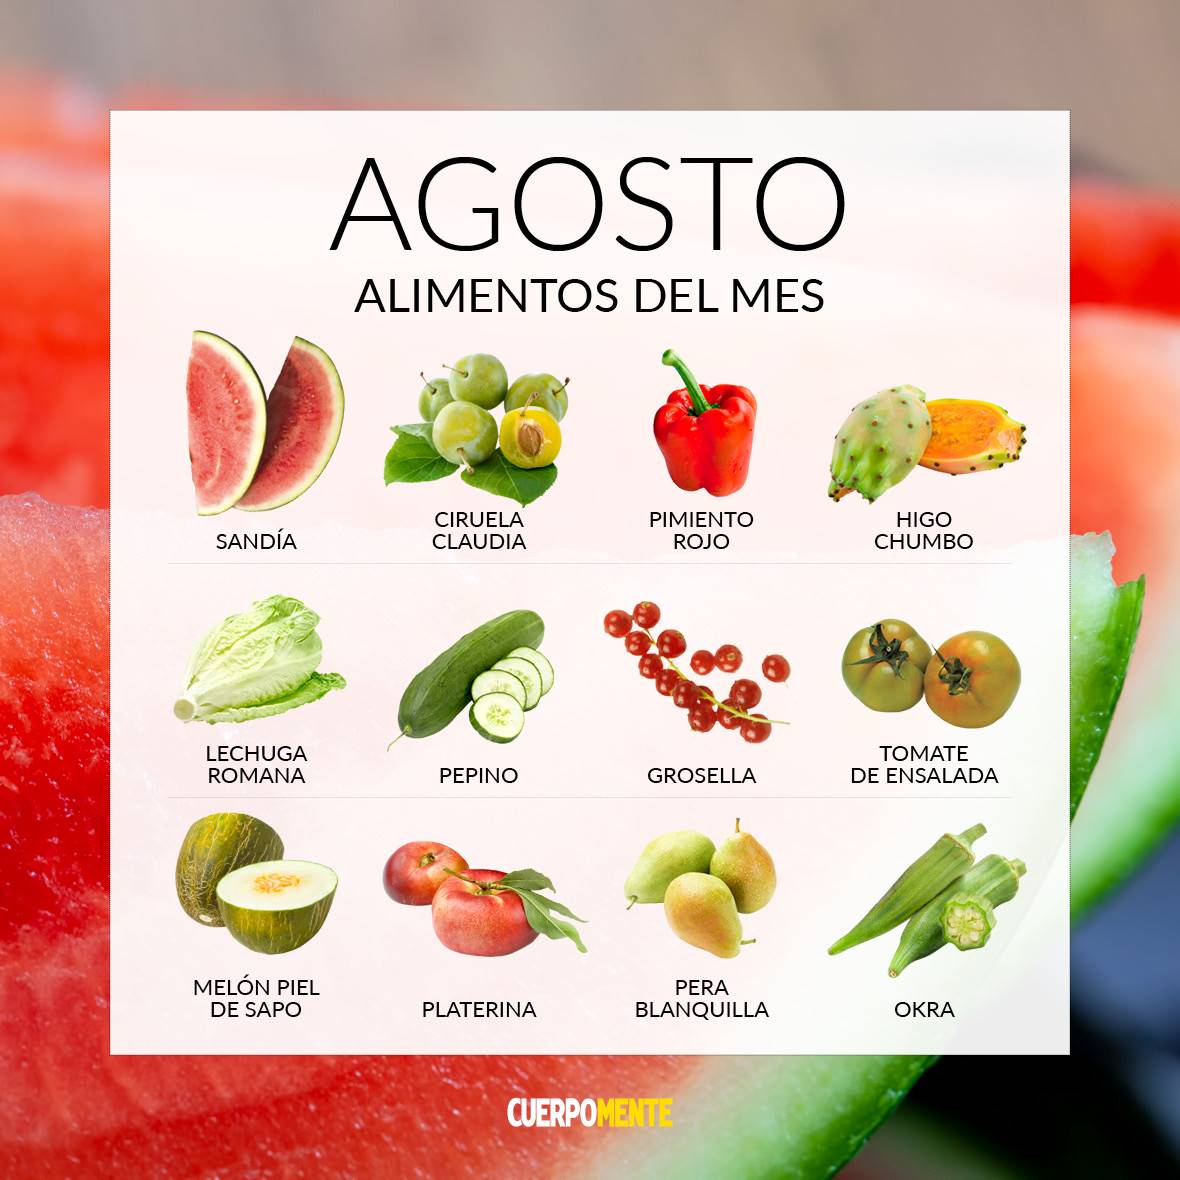 AGOSTO
ALIMENTOS DEL MES
SANDÍA
CIRUELA
CLAUDIA
PIMIENTO
ROJO
HIGO
CHUMBO
LECHUGA
ROMANA
PEPINO
GROSELLA
TOMATE
DE ENSALADA
MELÓN PIEL
DE SAPO
PLATERINA
PERA
BLANQUILLA
OKRA
CUERPOMENTE